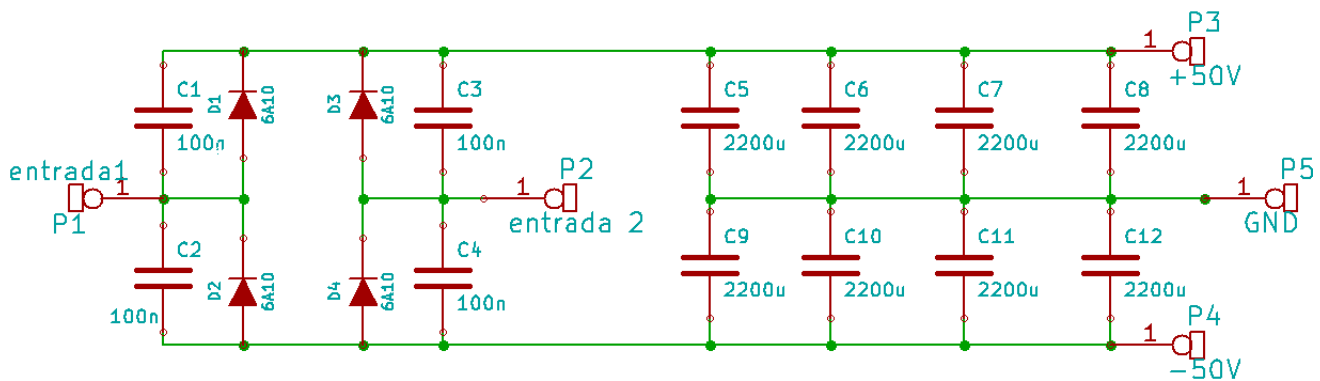 P3
1
+50V
C1
D1
6A10
100n
D3
6A10
C3
100n
C5
2200u
C6
2200u
C7
2200u
C8
2200u
entrada1
1
P1
P2
1
entrada 2
P5
1
GND
C2
100n
D2
6A10
D4
6A10
C4
100n
C9
2200u
C10
2200u
C11
2200u
C12
2200u
P4
1
-50V